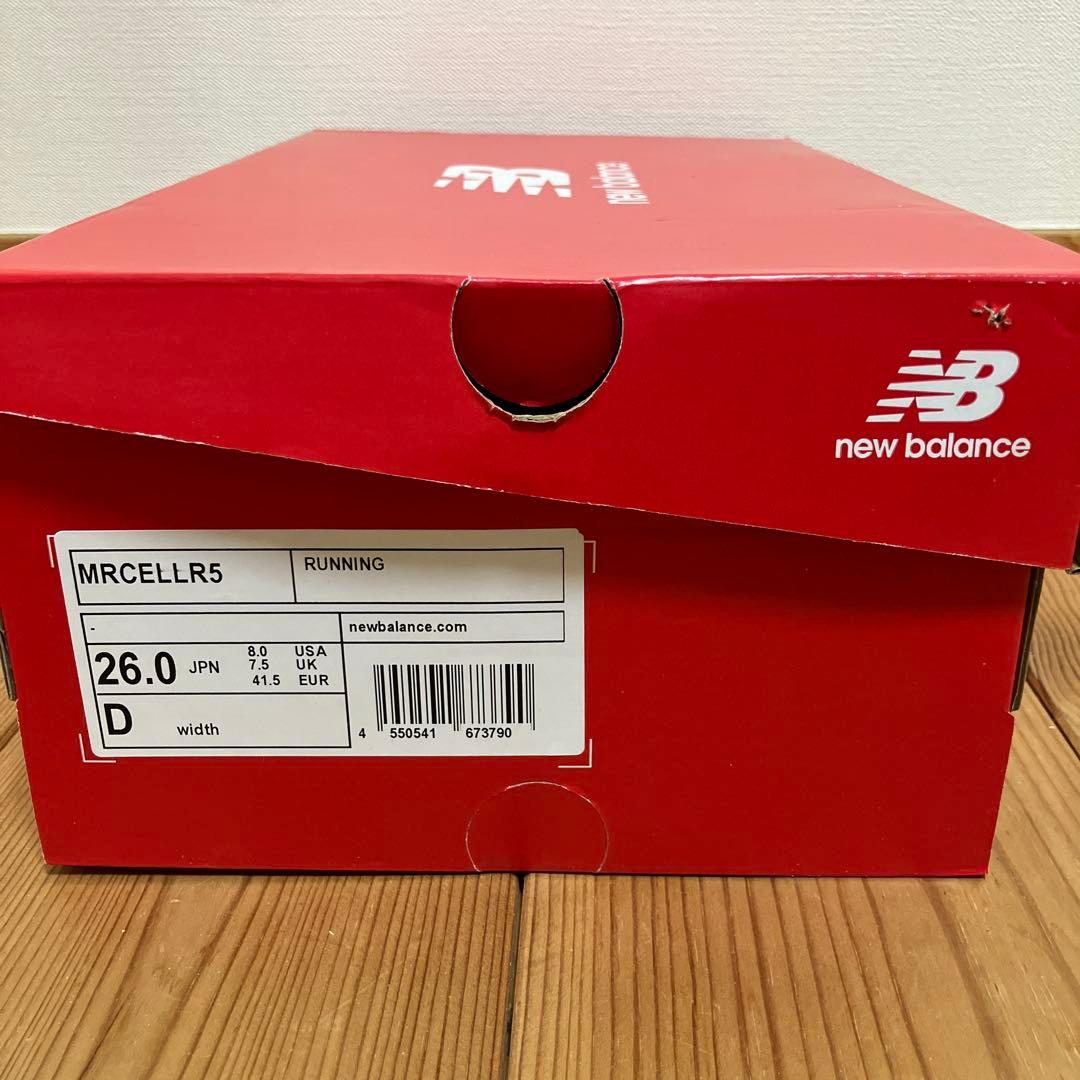 new balance
NB
new balance
MRCELLR5
RUNNING
-
newbalance.com
26.0 JPN
8.0 USA
7.5 UK
41.5 EUR
D width
4 550541 673790